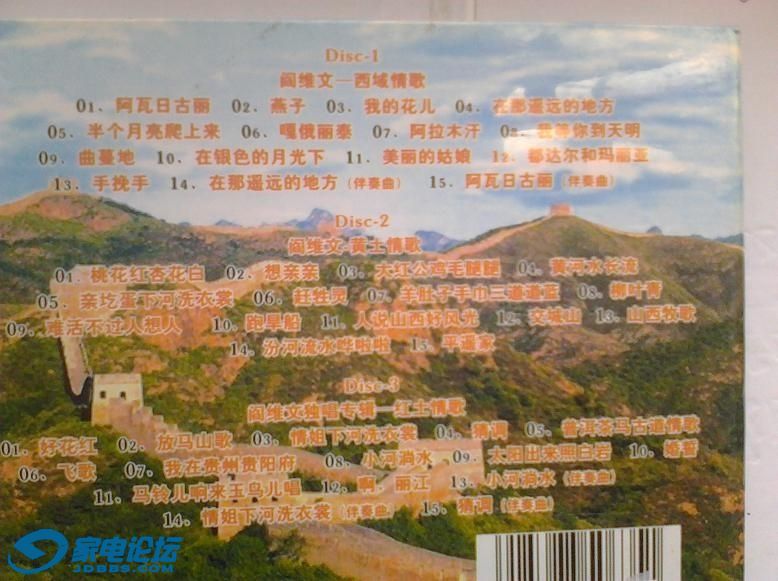 Disc-1
阎维文—西域情歌
01、阿瓦日古丽 02、燕子 03、我的花儿 04、在那遥远的地方
05、半个月亮爬上来 06、嘎俄丽泰 07、阿拉木汗 08、我等你到天明
09、曲蔓地 10、在银色的月光下 11、美丽的姑娘 12、都达尔和玛丽亚
13、手挽手 14、在那遥远的地方(伴奏曲) 15、阿瓦日古丽(伴奏曲)
Disc-2
阎维文-黄土情歌
01、桃花红杏花白 02、想亲亲 03、大红公鸡毛腿腿 04、黄河水长流
05、亲圪蛋下河洗衣裳 06、赶牲灵 07、羊肚子手巾三道道蓝 08、柳叶青
09、难活不过人想人 10、跑旱船 11、人说山西好风光 12、交城山 13、山西牧歌
14、汾河流水哗啦啦 15、平遥家
Disc-3
阎维文独唱专辑—红土情歌
01、好花红 02、放马山歌 03、情姐下河洗衣裳 04、猜调 05、普洱茶马古道情歌
06、飞歌 07、我在贵州贵阳府 08、小河淌水 09、太阳出来照白岩 10、婚誓
11、马铃儿响来玉鸟儿唱 12、啊 丽江 13、小河淌水(伴奏曲)
14、情姐下河洗衣裳(伴奏曲) 15、猜调(伴奏曲)
家电论坛
JDBBS.COM